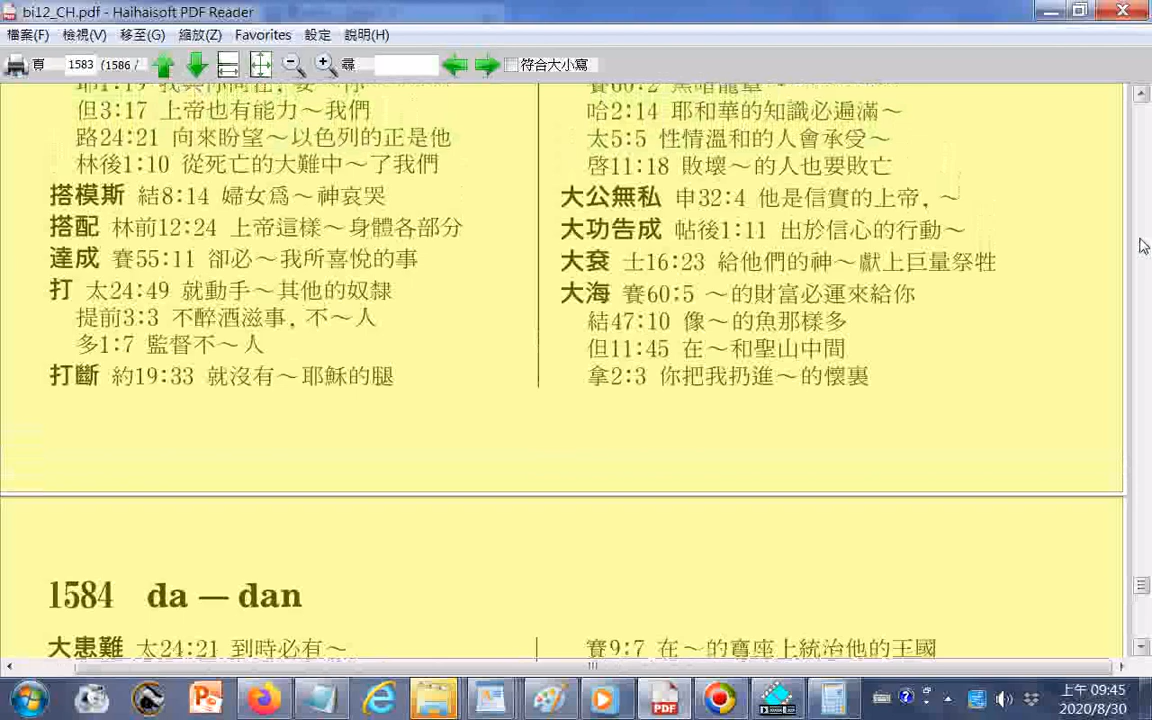 bi12_CH.pdf - Haihaisoft PDF Reader
檔案(F) 檢視(V) 移至(G) 縮放(Z) Favorites 設定 說明(H)
頁 1583 (1586 / 尋 符合大小寫
但3:17 上帝也有能力～我們
路24:21 向來盼望～以色列的正是他
林後1:10 從死亡的大難中～了我們
搭模斯 結8:14 婦女爲～神哀哭
搭配 林前12:24 上帝這樣～身體各部分
達成 賽55:11 卻必～我所喜悅的事
打 太24:49 就動手～其他的奴隸
提前3:3 不醉酒滋事, 不～人
多1:7 監督不～人
打斷 約19:33 就沒有～耶穌的腿
哈2:14 耶和華的知識必遍滿～
太5:5 性情溫和的人會承受～
啓11:18 敗壞～的人也要敗亡
大公無私 申32:4 他是信實的上帝, ～
大功告成 帖後1:11 出於信心的行動～
大袞 士16:23 給他們的神～獻上巨量祭牲
大海 賽60:5 ～的財富必運來給你
結47:10 像～的魚那樣多
但11:45 在～和聖山中間
拿2:3 你把我扔進～的懷裏
1584 da — dan
大患難 太24:21 到時必有～
賽9:7 在～的寶座上統治他的王國
上午 09:45
2020/8/30